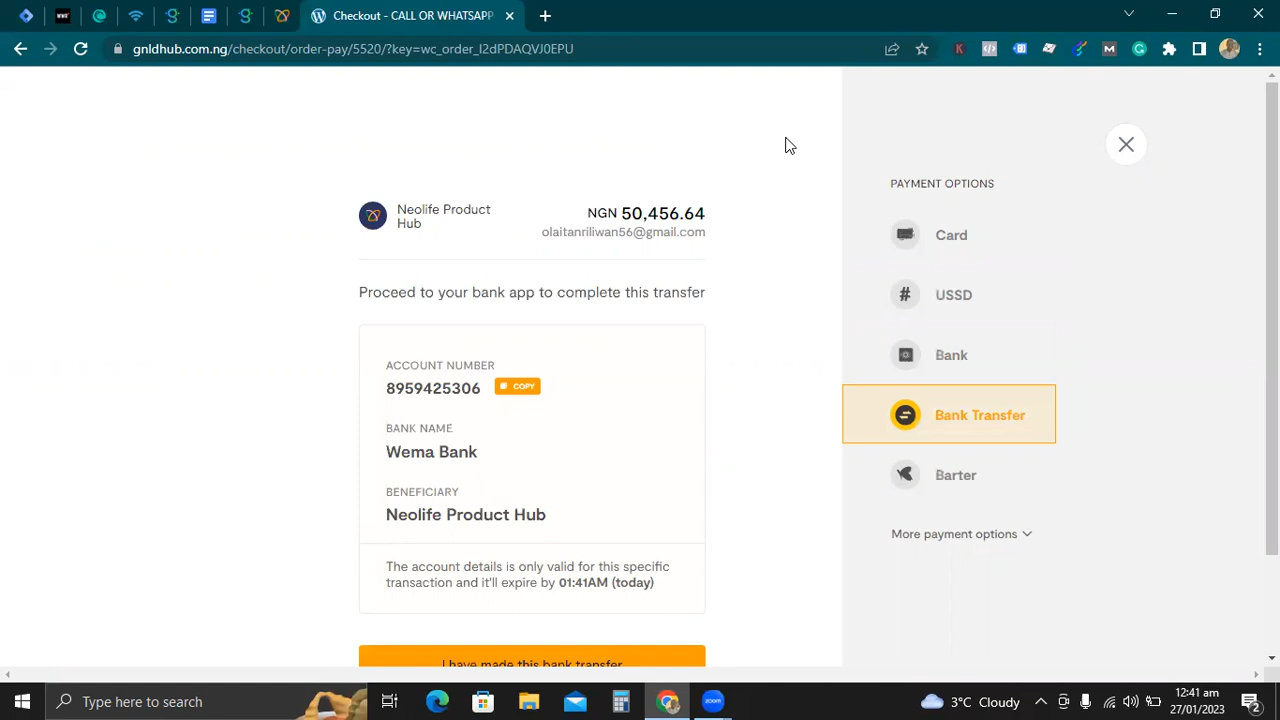 Checkout - CALL OR WHATSAPP
gnldhub.com.ng/checkout/order-pay/5520/?key=wc_order_I2dPDAQVJ0EPU
PAYMENT OPTIONS
Neolife Product
Hub
NGN 50,456.64
olaitanriliwan56@gmail.com
Card
Proceed to your bank app to complete this transfer
# USSD
ACCOUNT NUMBER
8959425306 COPY
Bank
BANK NAME
Wema Bank
Bank Transfer
BENEFICIARY
Neolife Product Hub
Barter
More payment options
The account details is only valid for this specific
transaction and it'll expire by 01:41AM (today)
I have made this bank transfer
Type here to search
zoom
3°C Cloudy
12:41 am
27/01/2023
2